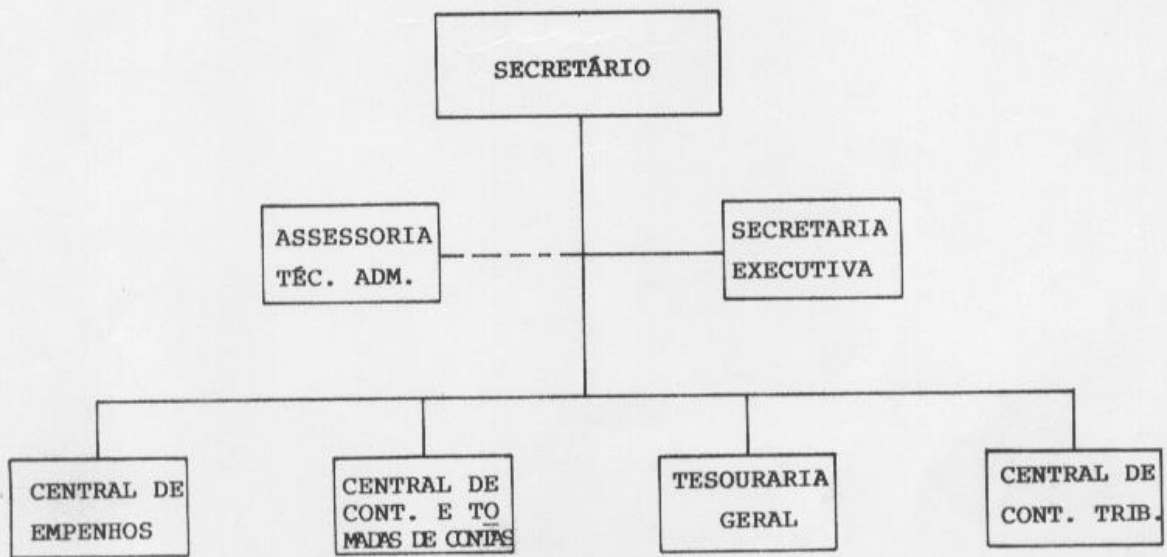 SECRETÁRIO
ASSESSORIA
TÉC. ADM.
SECRETARIA
EXECUTIVA
CENTRAL DE
EMPENHOS
CENTRAL DE
CONT. E TO
MADAS DE CONTAS
TESOURARIA
GERAL
CENTRAL DE
CONT. TRIB.